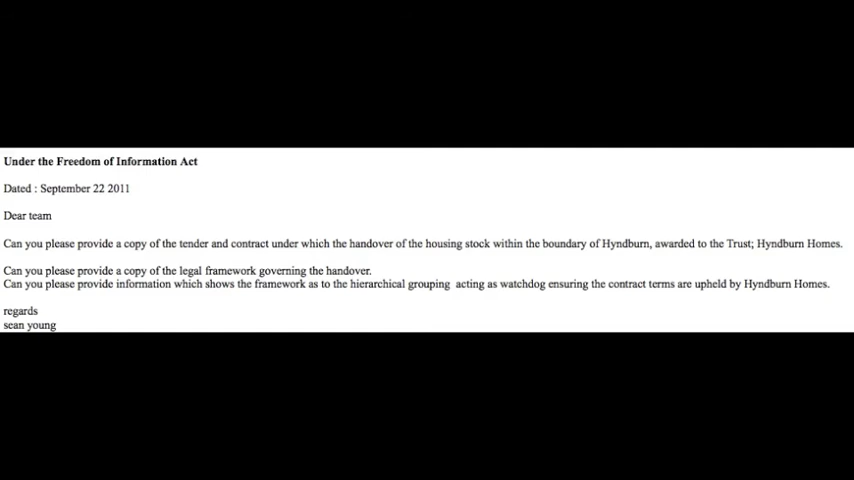 Under the Freedom of Information Act
Dated : September 22 2011
Dear team
Can you please provide a copy of the tender and contract under which the handover of the housing stock within the boundary of Hyndburn, awarded to the Trust; Hyndburn Homes.
Can you please provide a copy of the legal framework governing the handover.
Can you please provide information which shows the framework as to the hierarchical grouping  acting as watchdog ensuring the contract terms are upheld by Hyndburn Homes.
regards
sean young